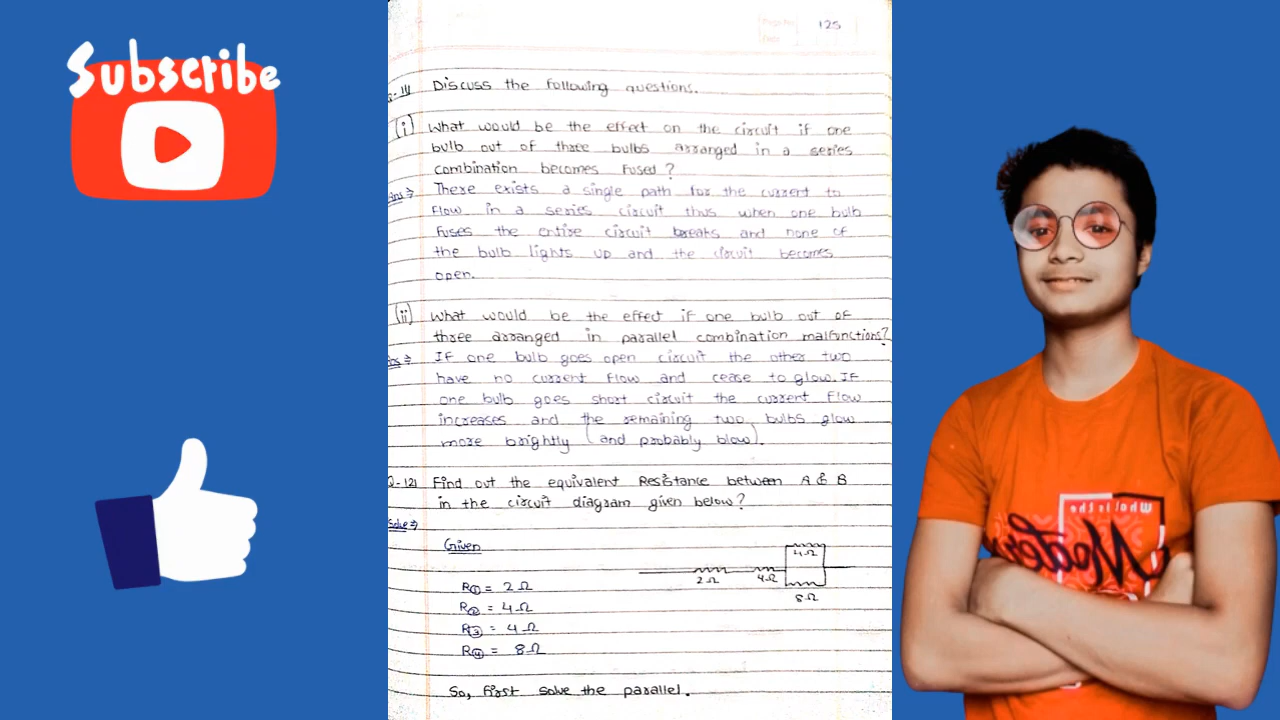 Subscribe
125
Q.14 Discuss the following questions.
(i) What would be the effect on the circuit if one
bulb out of three bulbs arranged in a series
combination becomes fused?
Ans ⇒ There exists a single path for the current to
flow in a series circuit thus when one bulb
fuses the entire circuit breaks and none of
the bulb lights up and the circuit becomes
open.
(ii) What would be the effect if one bulb out of
three arranged in parallel combination malfunctions?
Ans ⇒ If one bulb goes open circuit the other two
have no current flow and cease to glow. If
one bulb goes short circuit the current flow
increases and the remaining two bulbs glow
more brightly (and probably blow).
Q-12) Find out the equivalent Resistance between A & B
in the circuit diagram given below?
Solve ⇒
Given
4Ω
2Ω 4Ω
8Ω
R① = 2Ω
R② = 4Ω
R③ = 4Ω
R④ = 8Ω
So, first solve the parallel.
What is the
Modern